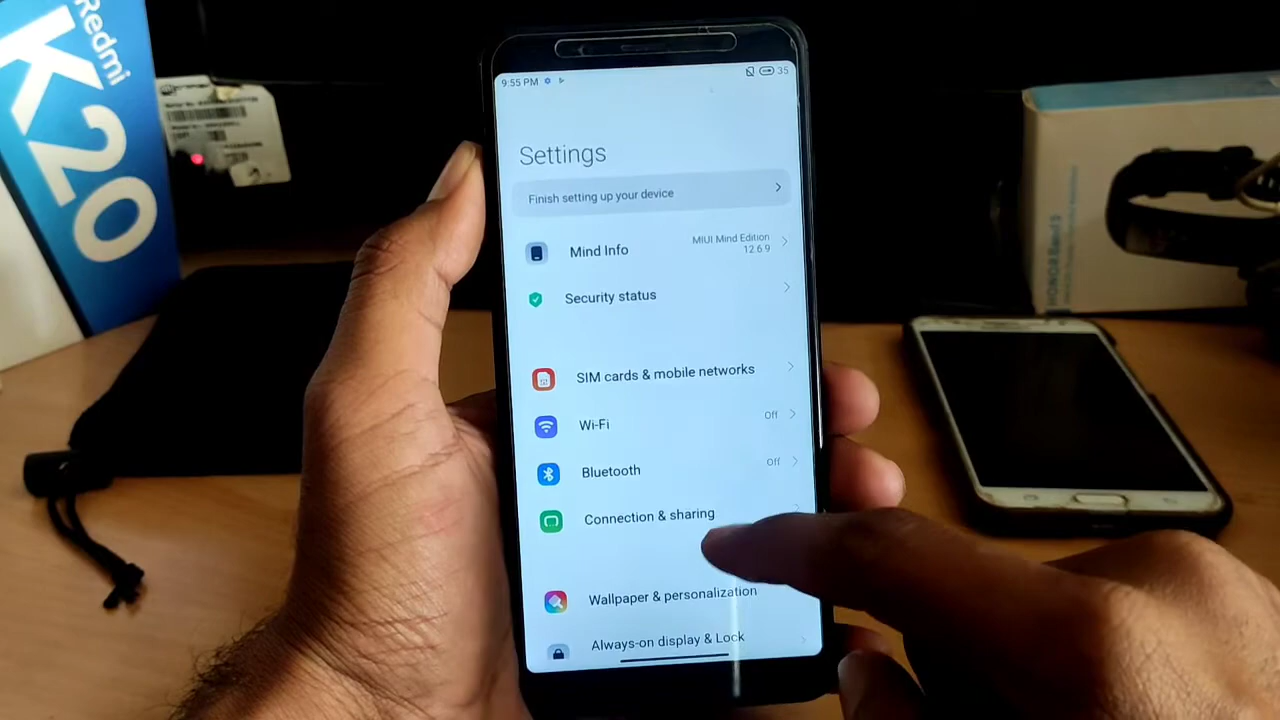 Redmi
K20
9:55 PM
35
Settings
Finish setting up your device
Mind Info
MIUI Mind Edition
12.6.9
Security status
SIM cards & mobile networks
Wi-Fi
Off
Bluetooth
Off
Connection & sharing
Wallpaper & personalization
Always-on display & Lock